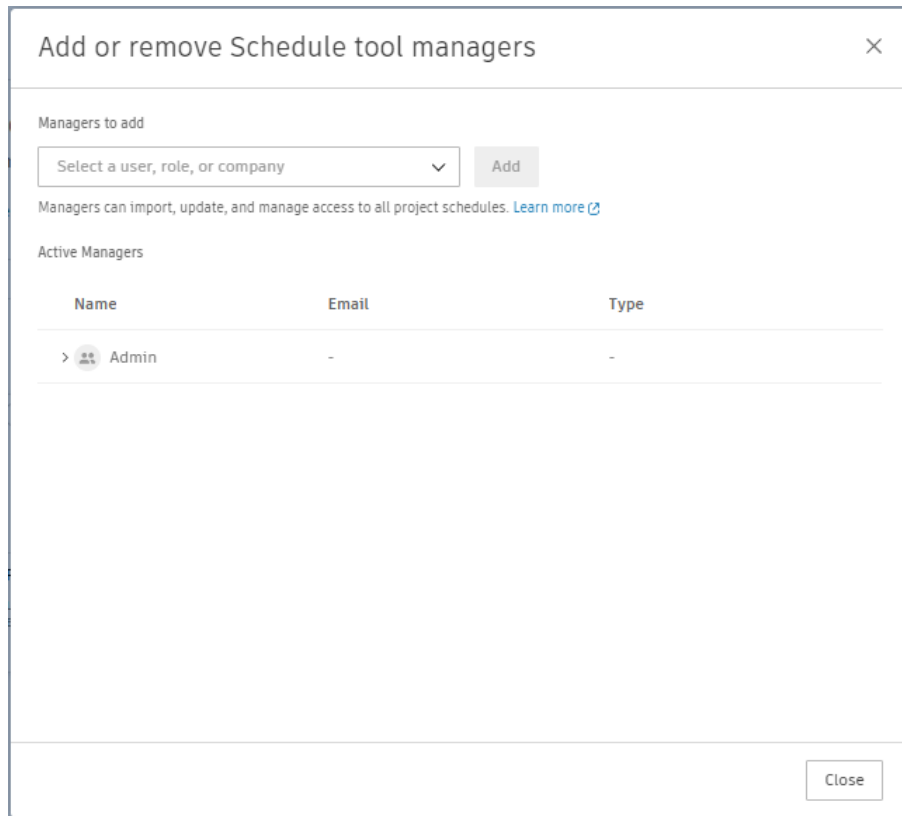 Add or remove Schedule tool managers
Managers to add
Select a user, role, or company
Add
Managers can import, update, and manage access to all project schedules. Learn more
Active Managers
Name Email Type
Admin - -
Close